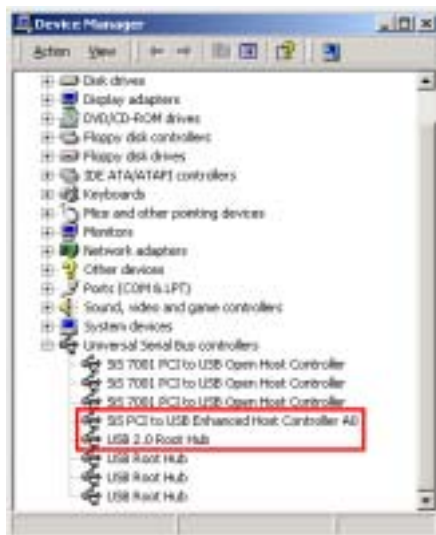 Device Manager
Action View
Disk drives
Display adapters
DVD/CD-ROM drives
Floppy disk controllers
Floppy disk drives
IDE ATA/ATAPI controllers
Keyboards
Mice and other pointing devices
Monitors
Network adapters
Other devices
Ports (COM & LPT)
Sound, video and game controllers
System devices
Universal Serial Bus controllers
SiS 7001 PCI to USB Open Host Controller
SiS 7001 PCI to USB Open Host Controller
SiS 7001 PCI to USB Open Host Controller
SiS PCI to USB Enhanced Host Controller
USB 2.0 Root Hub
USB Root Hub
USB Root Hub
USB Root Hub